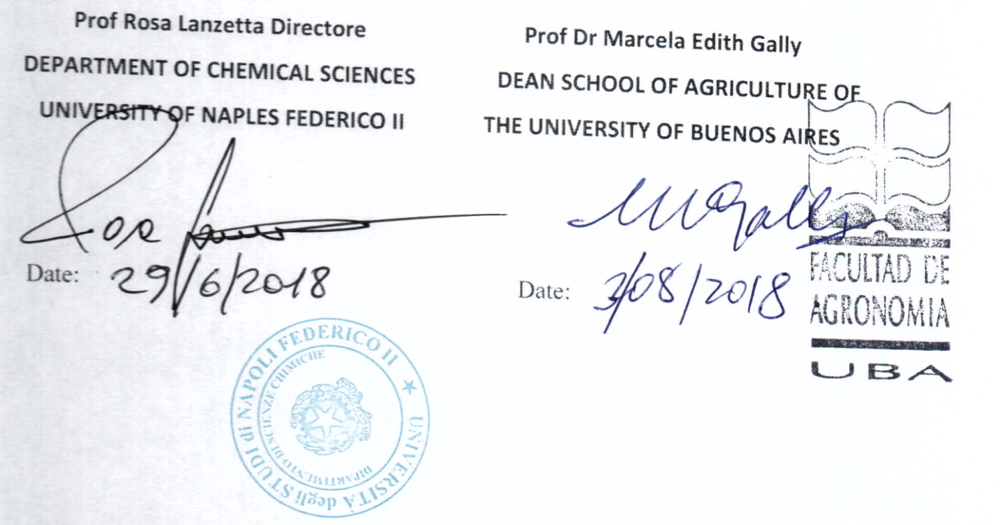 Prof Rosa Lanzetta Directore
DEPARTMENT OF CHEMICAL SCIENCES
UNIVERSITY OF NAPLES FEDERICO II
Rosa
Date: 29/6/2018
Prof Dr Marcela Edith Gally
DEAN SCHOOL OF AGRICULTURE OF
THE UNIVERSITY OF BUENOS AIRES
MGally
Date: 3/08/2018
FACULTAD DE
AGRONOMIA
UBA
UNIVERSITÀ degli STUDI di NAPOLI FEDERICO II ★
DIPARTIMENTO DI SCIENZE CHIMICHE